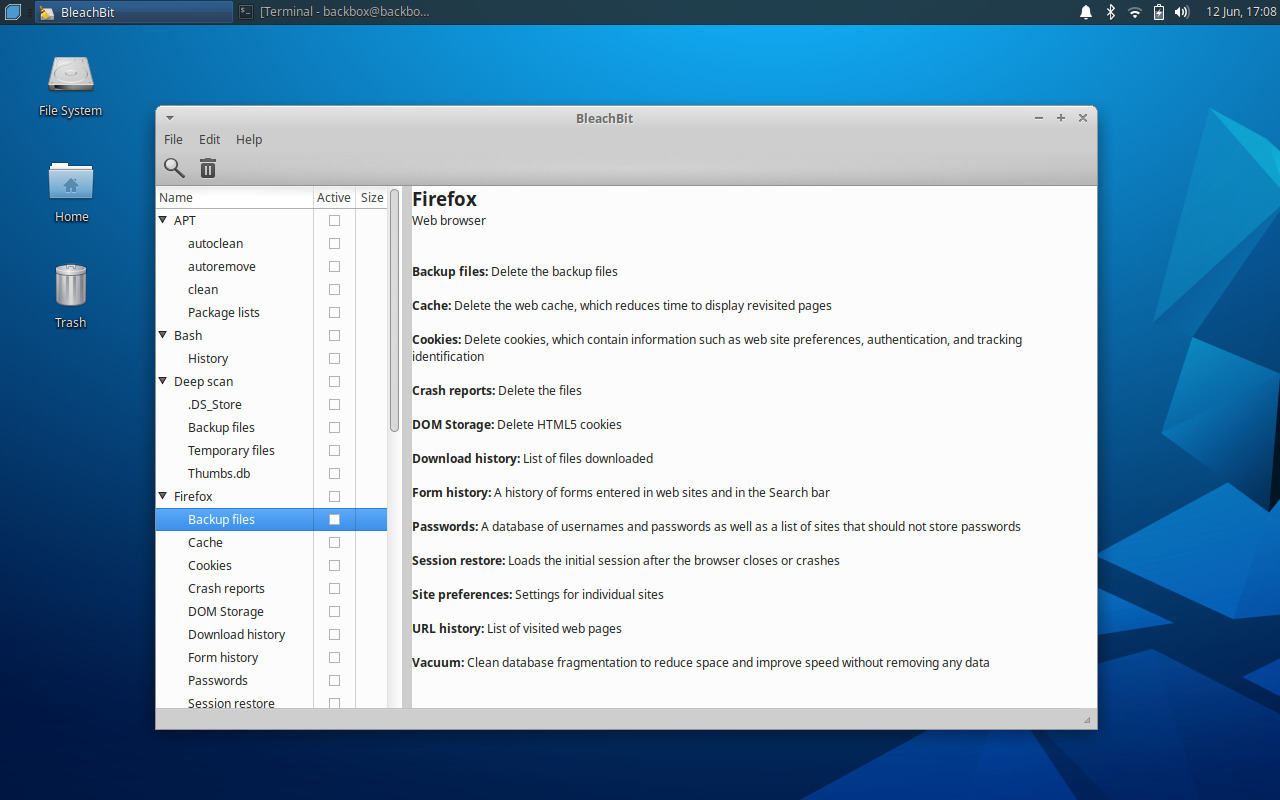 BleachBit
[Terminal - backbox@backbo...
12 Jun, 17:08
File System
Home
Trash
BleachBit
File Edit Help
Name Active Size
APT
autoclean
autoremove
clean
Package lists
Bash
History
Deep scan
.DS_Store
Backup files
Temporary files
Thumbs.db
Firefox
Backup files
Cache
Cookies
Crash reports
DOM Storage
Download history
Form history
Passwords
Session restore
Firefox
Web browser
Backup files: Delete the backup files
Cache: Delete the web cache, which reduces time to display revisited pages
Cookies: Delete cookies, which contain information such as web site preferences, authentication, and tracking
identification
Crash reports: Delete the files
DOM Storage: Delete HTML5 cookies
Download history: List of files downloaded
Form history: A history of forms entered in web sites and in the Search bar
Passwords: A database of usernames and passwords as well as a list of sites that should not store passwords
Session restore: Loads the initial session after the browser closes or crashes
Site preferences: Settings for individual sites
URL history: List of visited web pages
Vacuum: Clean database fragmentation to reduce space and improve speed without removing any data